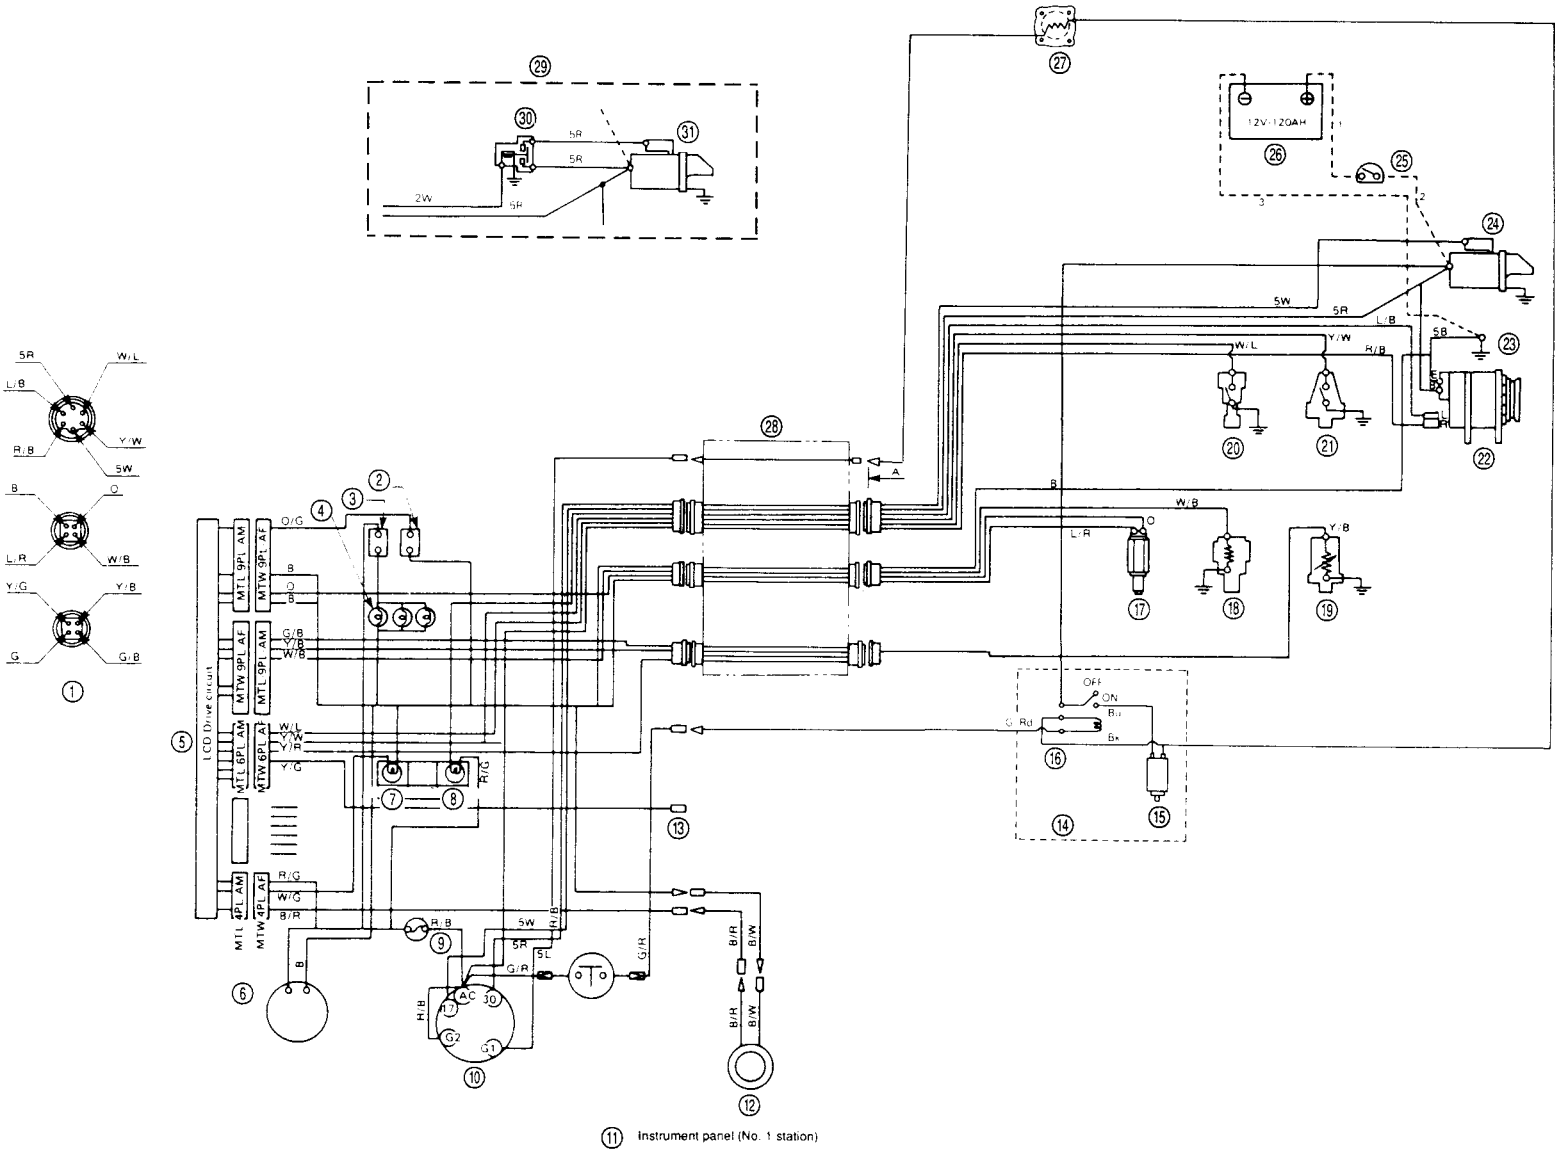 27
29
30
5R
31
5R
2W
5R
12V-120AH
26
1
25
2
3
24
5W
5R
L/B
5B
23
Y/W
W/L
R/B
E
L
R
20
21
22
5R
W/L
L/B
R/B
Y/W
5W
B
O
L/R
W/B
Y/G
Y/B
G
G/B
1
28
A
B
W/B
O
L/R
Y/B
17
18
19
2
3
4
O/G
B
O
B
G/B
Y/B
W/B
MTL 9PL AM
MTW 9PL AF
MTW 9PL AF
MTL 9PL AM
LCD Drive circuit
5
W/L
Y/W
Y/R
Y/G
MTL 6PL AM
MTW 6PL AF
R/G
7
8
13
R/G
W/G
B/R
MTL 4PL AM
MTW 4PL AF
OFF
ON
Bu
G
Rd
Bx
16
14
15
R/B
9
5W
5R
R/B
5L
G/R
G/R
B
6
R/B
AC
30
17
G2
G1
10
B/R
B/W
B/R
B/W
12
11 Instrument panel (No. 1 station)